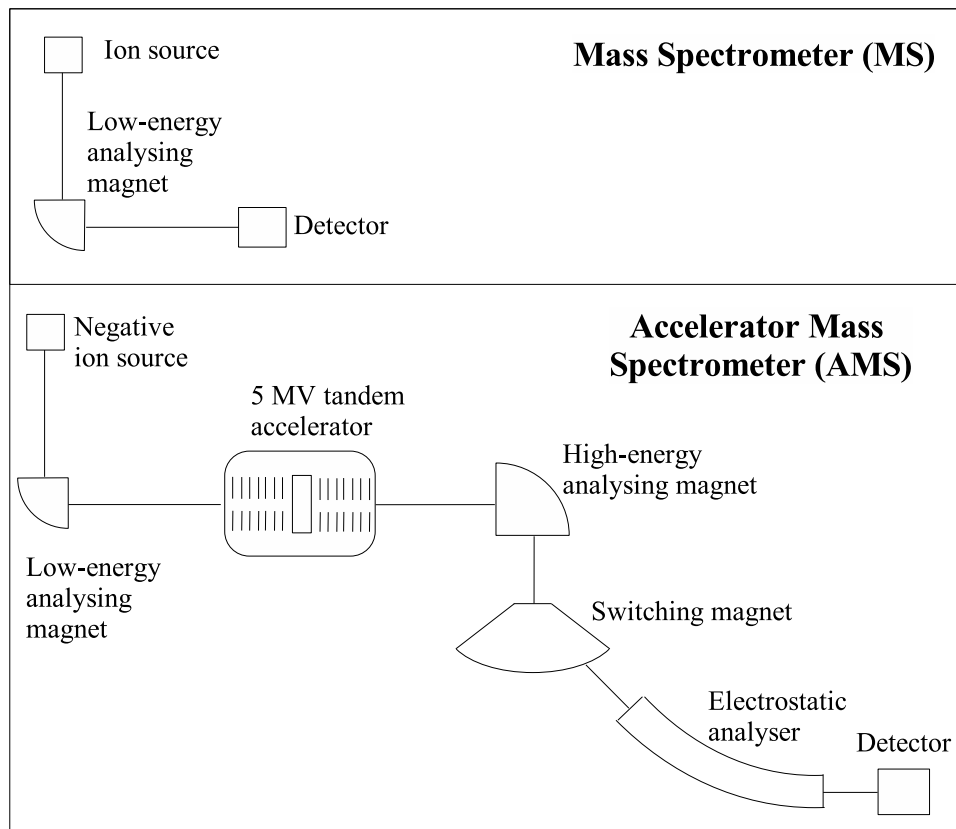 Ion source
Mass Spectrometer (MS)
Low-energy
analysing
magnet
Detector
Negative
ion source
Accelerator Mass
Spectrometer (AMS)
5 MV tandem
accelerator
High-energy
analysing magnet
Low-energy
analysing
magnet
Switching magnet
Electrostatic
analyser
Detector